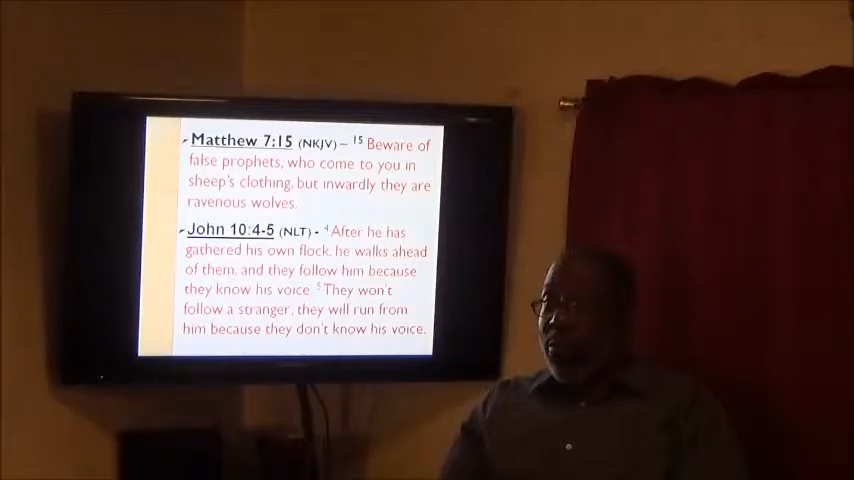 Matthew 7:15 (NKJV)– 15 Beware of
false prophets, who come to you in
sheep's clothing, but inwardly they are
ravenous wolves.
John 10:4-5 (NLT) - 4 After he has
gathered his own flock, he walks ahead
of them, and they follow him because
they know his voice. 5 They won't
follow a stranger, they will run from
him because they don't know his voice.